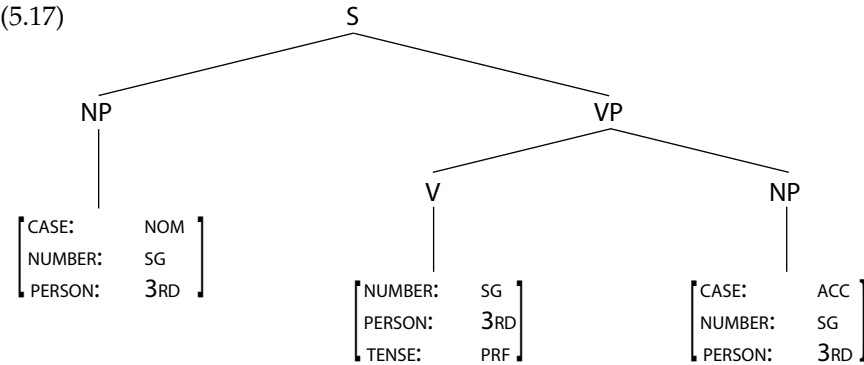 (5.17)
S
NP
VP
V
NP
CASE: NOM
NUMBER: SG
PERSON: 3RD
NUMBER: SG
PERSON: 3RD
TENSE: PRF
CASE: ACC
NUMBER: SG
PERSON: 3RD